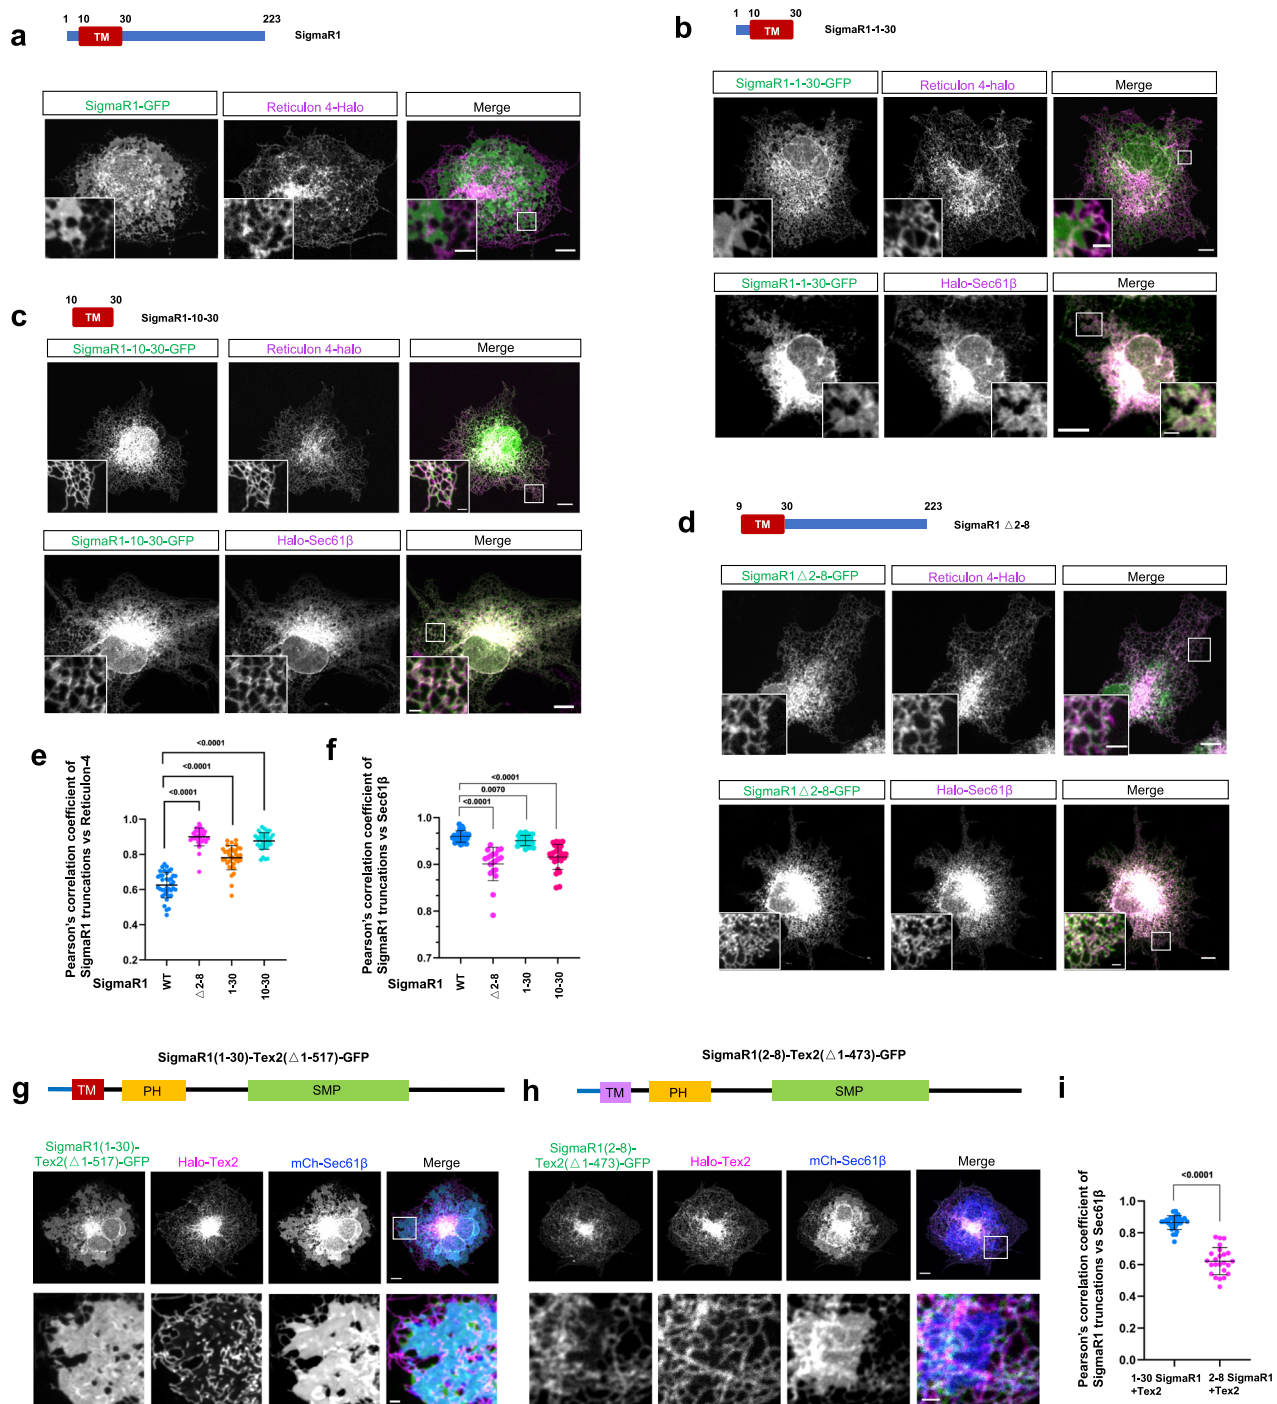 a
1 10 30 223
TM
SigmaR1
SigmaR1-GFP
Reticulon 4-Halo
Merge
b
1 10 30
TM
SigmaR1-1-30
SigmaR1-1-30-GFP
Reticulon 4-halo
Merge
SigmaR1-1-30-GFP
Halo-Sec61β
Merge
c
10 30
TM
SigmaR1-10-30
SigmaR1-10-30-GFP
Reticulon 4-halo
Merge
SigmaR1-10-30-GFP
Halo-Sec61β
Merge
d
9 30 223
TM
SigmaR1 △2-8
SigmaR1△2-8-GFP
Reticulon 4-Halo
Merge
SigmaR1△2-8-GFP
Halo-Sec61β
Merge
e
Pearson's correlation coefficient of
SigmaR1 truncations vs Reticulon-4
<0.0001
<0.0001
<0.0001
1.0
0.8
0.6
0.4
0.2
SigmaR1
WT
△2-8
1-30
10-30
f
Pearson's correlation coefficient of
SigmaR1 truncations vs Sec61β
<0.0001
0.0070
<0.0001
1.0
0.9
0.9
0.7
SigmaR1
WT
△2-8
1-30
10-30
g
SigmaR1(1-30)-Tex2(△1-517)-GFP
TM
PH
SMP
SigmaR1(1-30)-
Tex2(△1-517)-GFP
Halo-Tex2
mCh-Sec61β
Merge
h
SigmaR1(2-8)-Tex2(△1-473)-GFP
TM
PH
SMP
SigmaR1(2-8)-
Tex2(△1-473)-GFP
Halo-Tex2
mCh-Sec61β
Merge
i
Pearson's correlation coefficient of
SigmaR1 truncations vs Sec61β
<0.0001
1.0
0.8
0.6
0.4
0.2
0.0
1-30 SigmaR1
+Tex2
2-8 SigmaR1
+Tex2